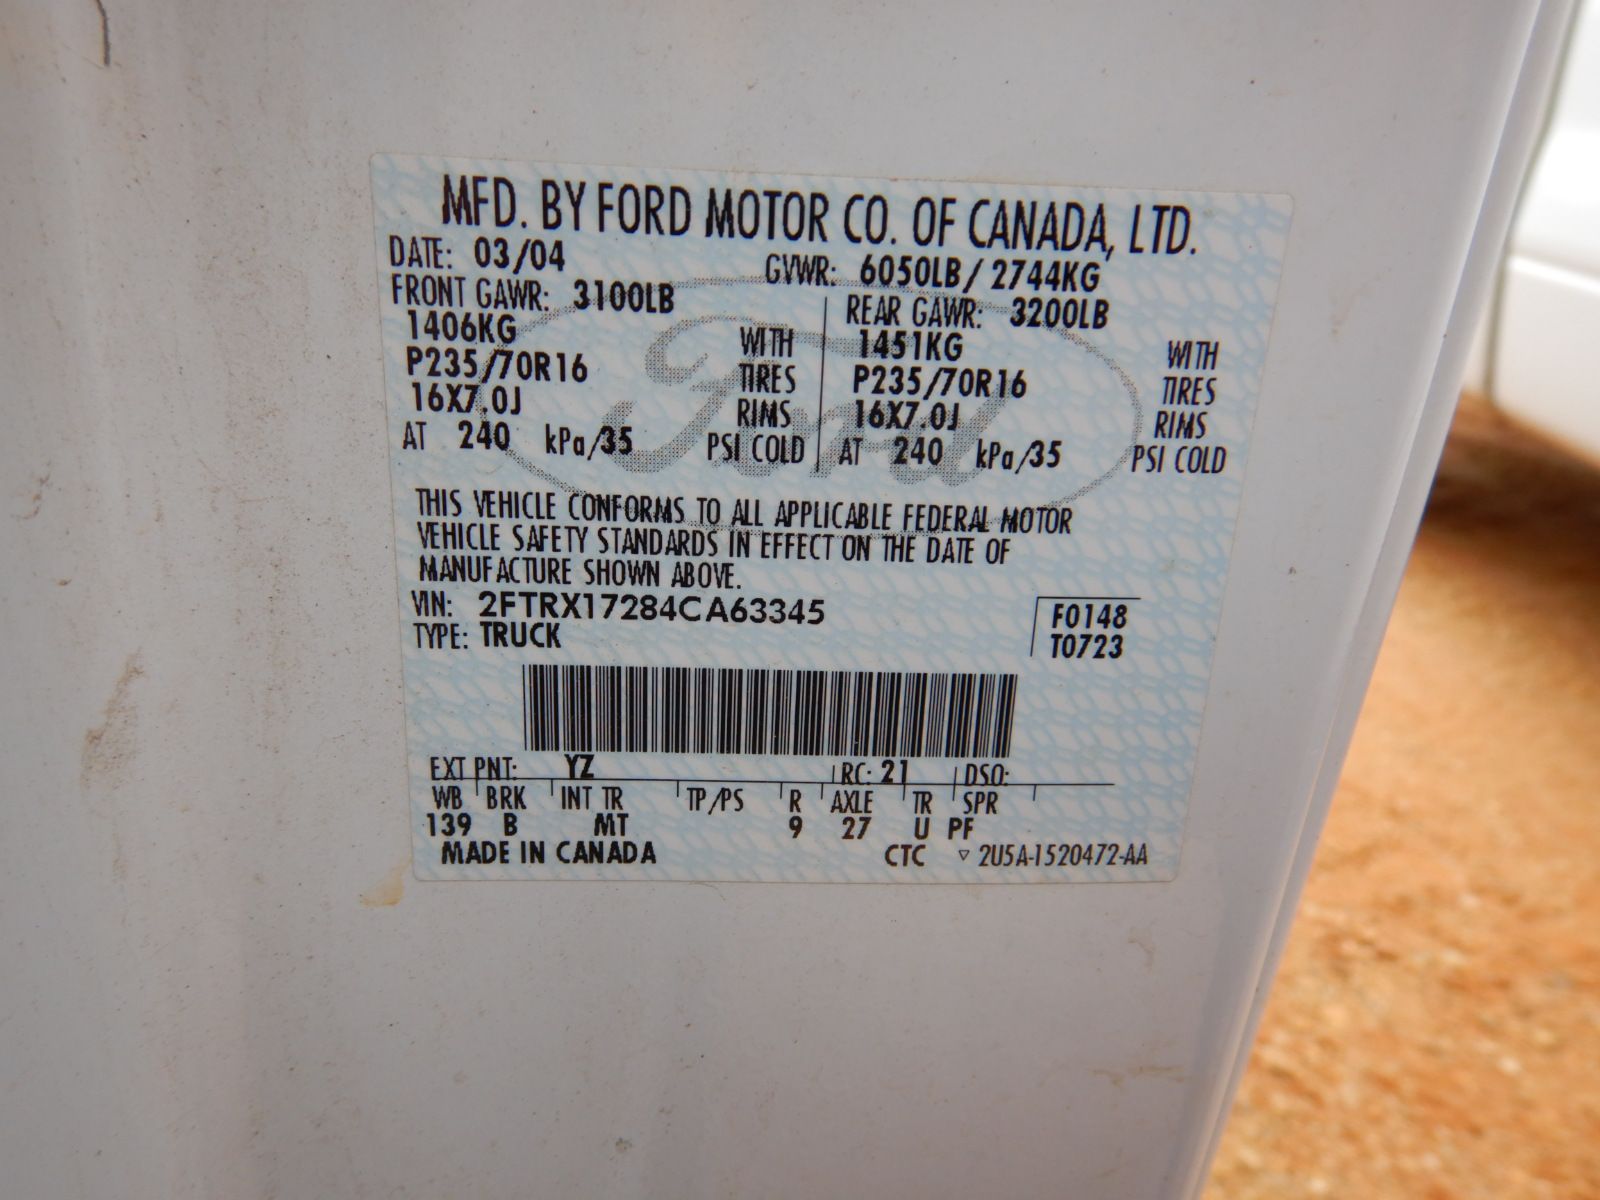 MFD. BY FORD MOTOR CO. OF CANADA, LTD.
DATE: 03/04 GVWR: 6050LB/ 2744KG
FRONT GAWR: 3100LB REAR GAWR: 3200LB
1406KG WITH 1451KG WITH
P235/70R16 TIRES P235/70R16 TIRES
16X7.0J RIMS 16X7.0J RIMS
AT 240 kPa/35 PSI COLD AT 240 kPa/35 PSI COLD
Ford
THIS VEHICLE CONFORMS TO ALL APPLICABLE FEDERAL MOTOR
VEHICLE SAFETY STANDARDS IN EFFECT ON THE DATE OF
MANUFACTURE SHOWN ABOVE.
VIN: 2FTRX17284CA63345 F0148
TYPE: TRUCK T0723
EXT PNT: YZ RC: 21 DSO:
WB BRK INT TR TP/PS R AXLE TR SPR
139 B MT 9 27 U PF
MADE IN CANADA CTC ▽ 2U5A-1520472-AA